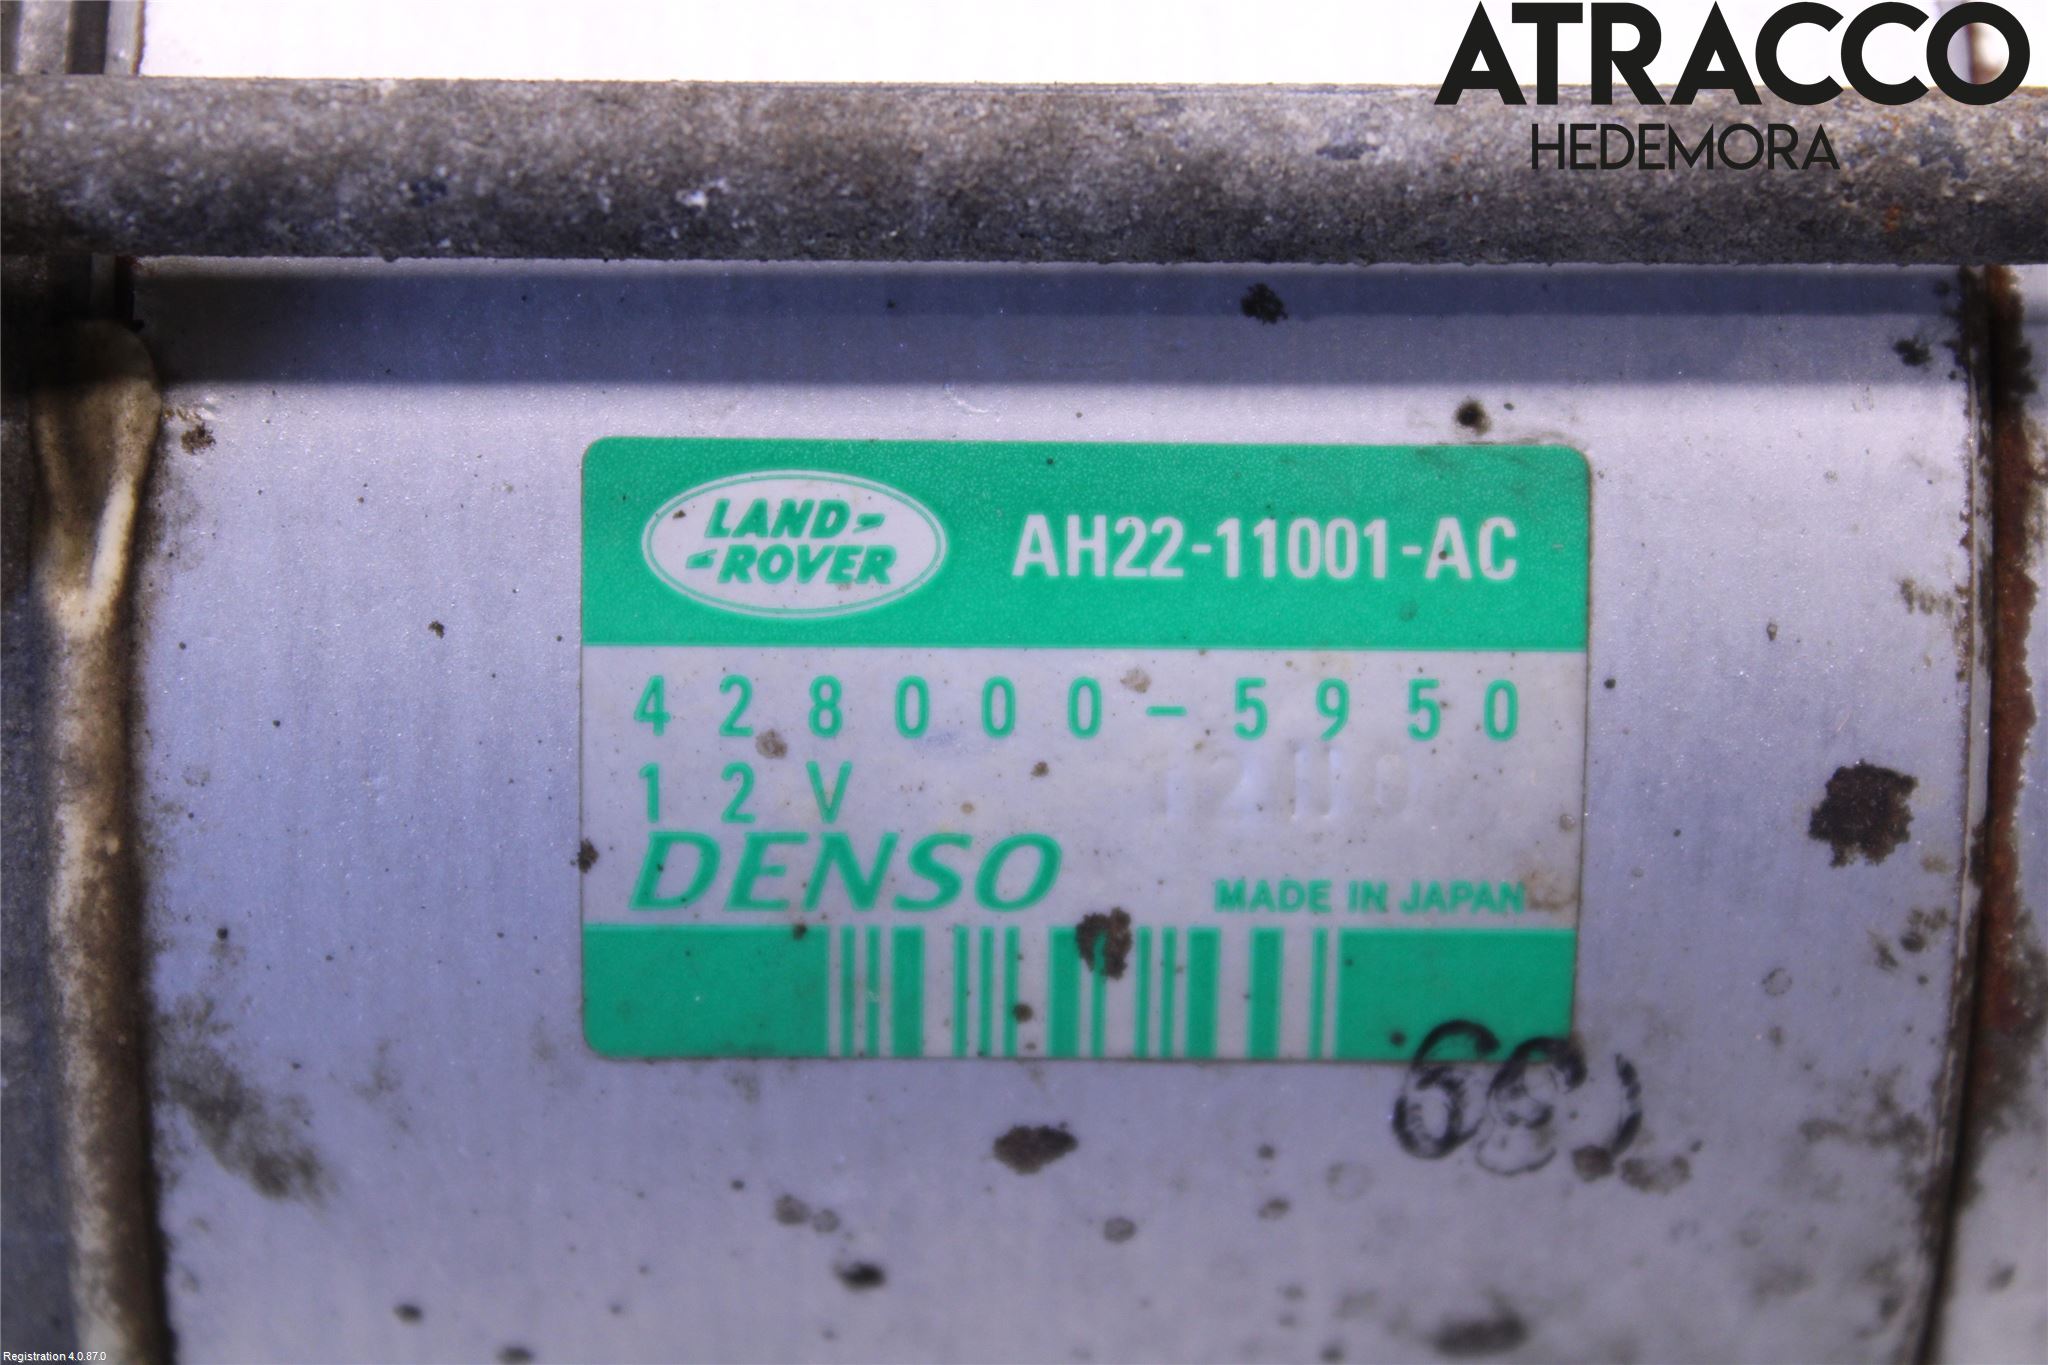 ATRACCO
HEDEMORA
LAND-
-ROVER
AH22-11001-AC
428000-5950
12V
DENSO
MADE IN JAPAN
Registration 4.0.87.0